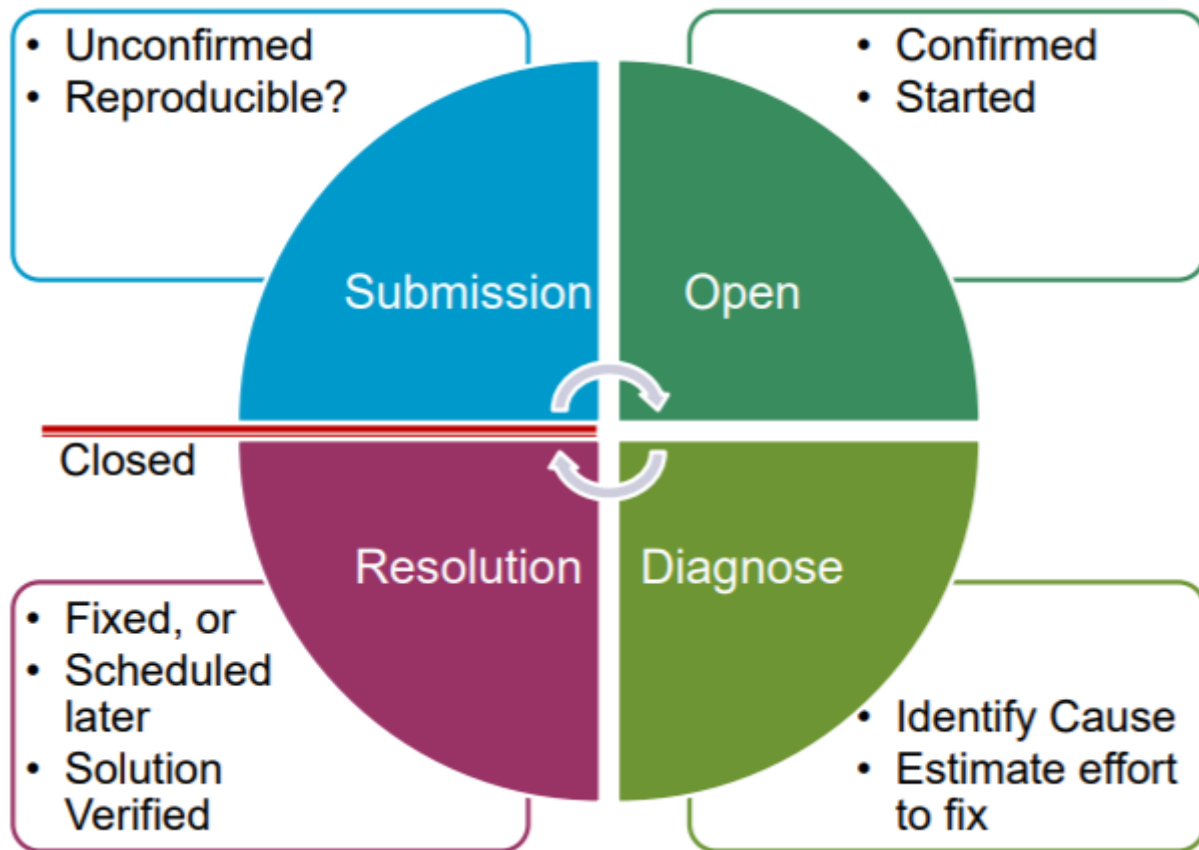 • Unconfirmed
• Reproducible?
• Confirmed
• Started
Submission
Open
Closed
Resolution
Diagnose
• Fixed, or
• Scheduled
later
• Solution
Verified
• Identify Cause
• Estimate effort
to fix